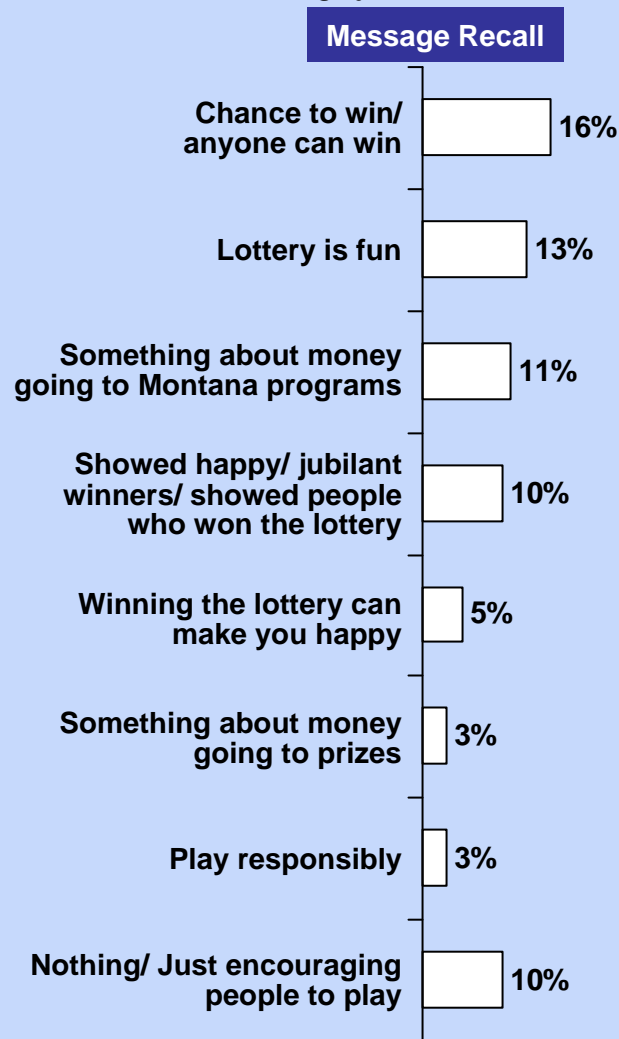 Message Recall
Chance to win/
anyone can win
16%
Lottery is fun
13%
Something about money
going to Montana programs
11%
Showed happy/ jubilant
winners/ showed people
who won the lottery
10%
Winning the lottery can
make you happy
5%
Something about money
going to prizes
3%
Play responsibly
3%
Nothing/ Just encouraging
people to play
10%